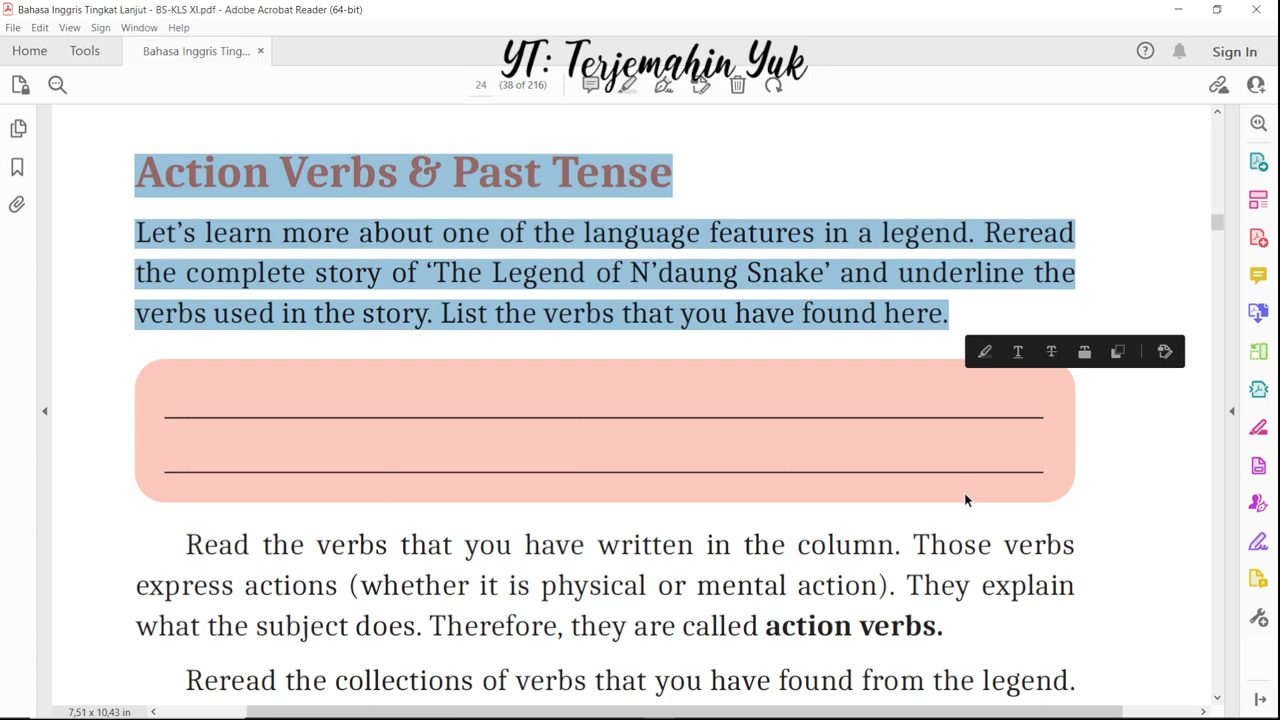 Bahasa Inggris Tingkat Lanjut - BS-KLS XI.pdf - Adobe Acrobat Reader (64-bit)
File Edit View Sign Window Help
Home Tools Bahasa Inggris Ting... × Sign In
YT: Terjemahin Yuk
24 (38 of 216)
Action Verbs & Past Tense
Let’s learn more about one of the language features in a legend. Reread
the complete story of ‘The Legend of N’daung Snake’ and underline the
verbs used in the story. List the verbs that you have found here.
Read the verbs that you have written in the column. Those verbs
express actions (whether it is physical or mental action). They explain
what the subject does. Therefore, they are called action verbs.
Reread the collections of verbs that you have found from the legend.
7,51 x 10,43 in